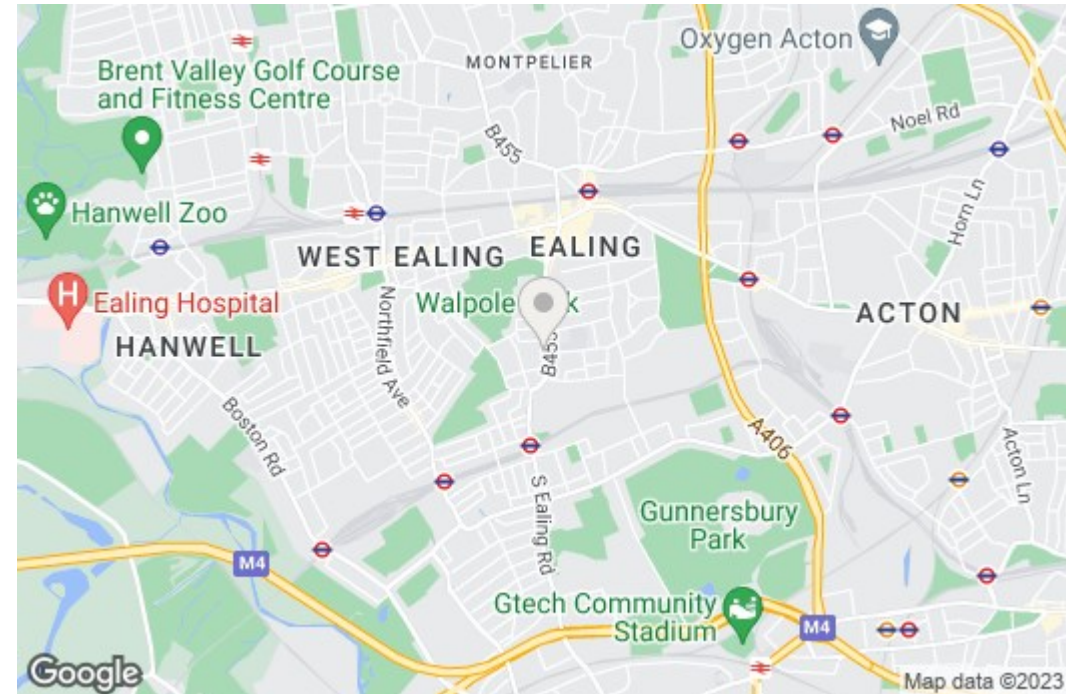 Oxygen Acton
MONTPELIER
Brent Valley Golf Course
and Fitness Centre
Noel Rd
B455
Horn Ln
Hanwell Zoo
WEST EALING
EALING
H
Ealing Hospital
Walpole
k
ACTON
HANWELL
Northfield Ave
B455
Boston Rd
A406
Acton Ln
S Ealing Rd
Gunnersbury
Park
M4
Gtech Community
Stadium
M4
Google
Map data ©2023